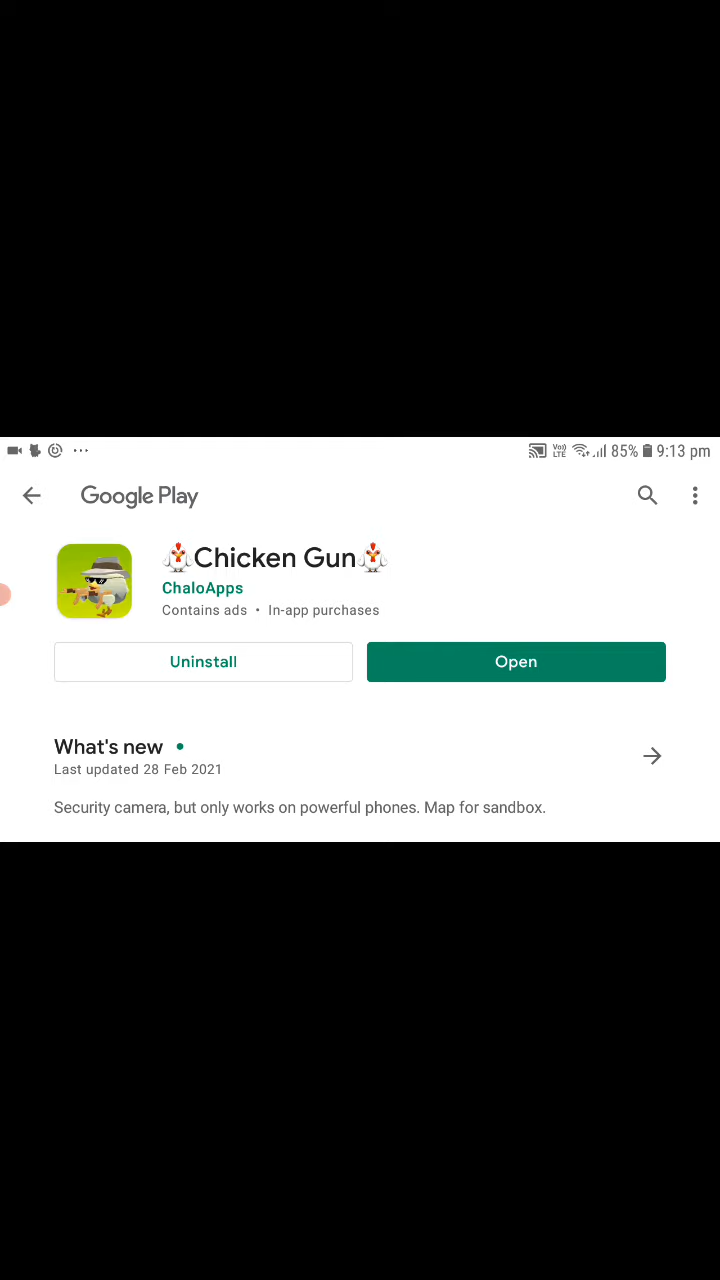 85% 9:13 pm
Google Play
🐔Chicken Gun🐔
ChaloApps
Contains ads • In-app purchases
Uninstall
Open
What's new •
Last updated 28 Feb 2021
Security camera, but only works on powerful phones. Map for sandbox.